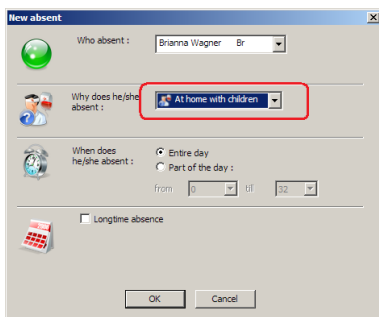 New absent
Who absent :
Brianna Wagner Br
Why does he/she
absent :
At home with children
When does
he/she absent :
Entire day
Part of the day :
from 0 til 32
Longtime absence
OK Cancel